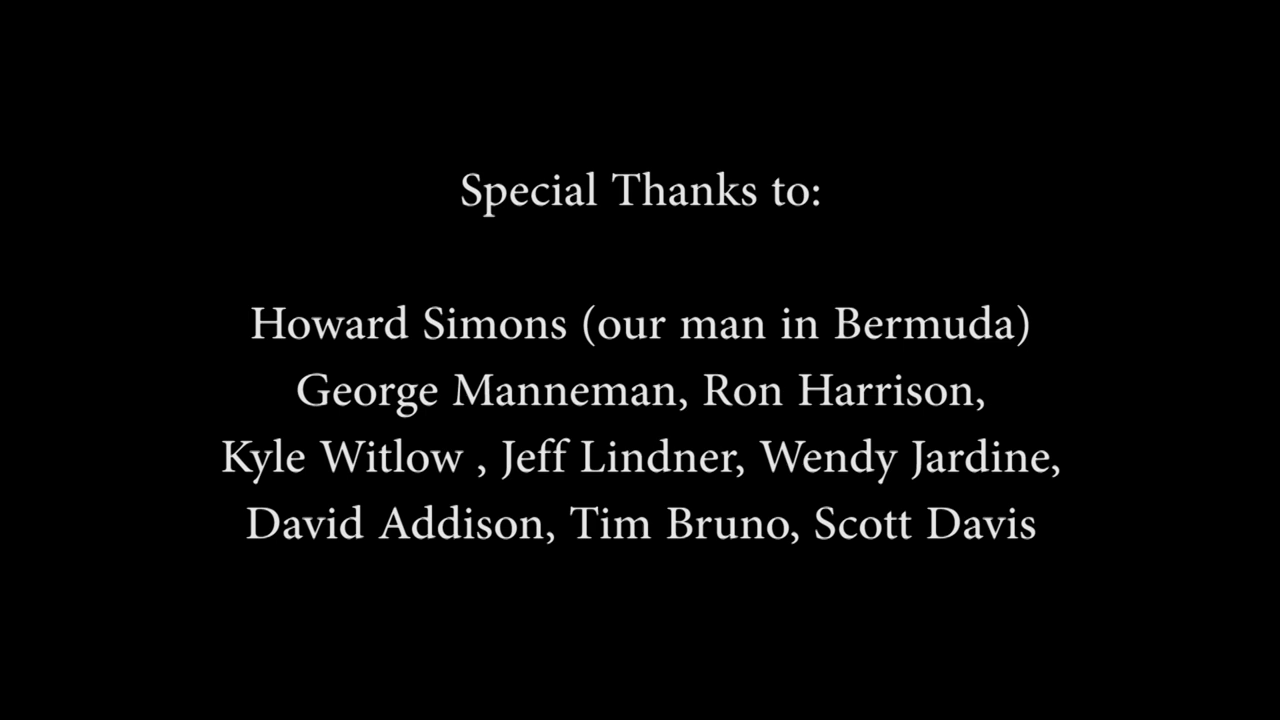 Special Thanks to:
Howard Simons (our man in Bermuda)
George Manneman, Ron Harrison,
Kyle Witlow , Jeff Lindner, Wendy Jardine,
David Addison, Tim Bruno, Scott Davis